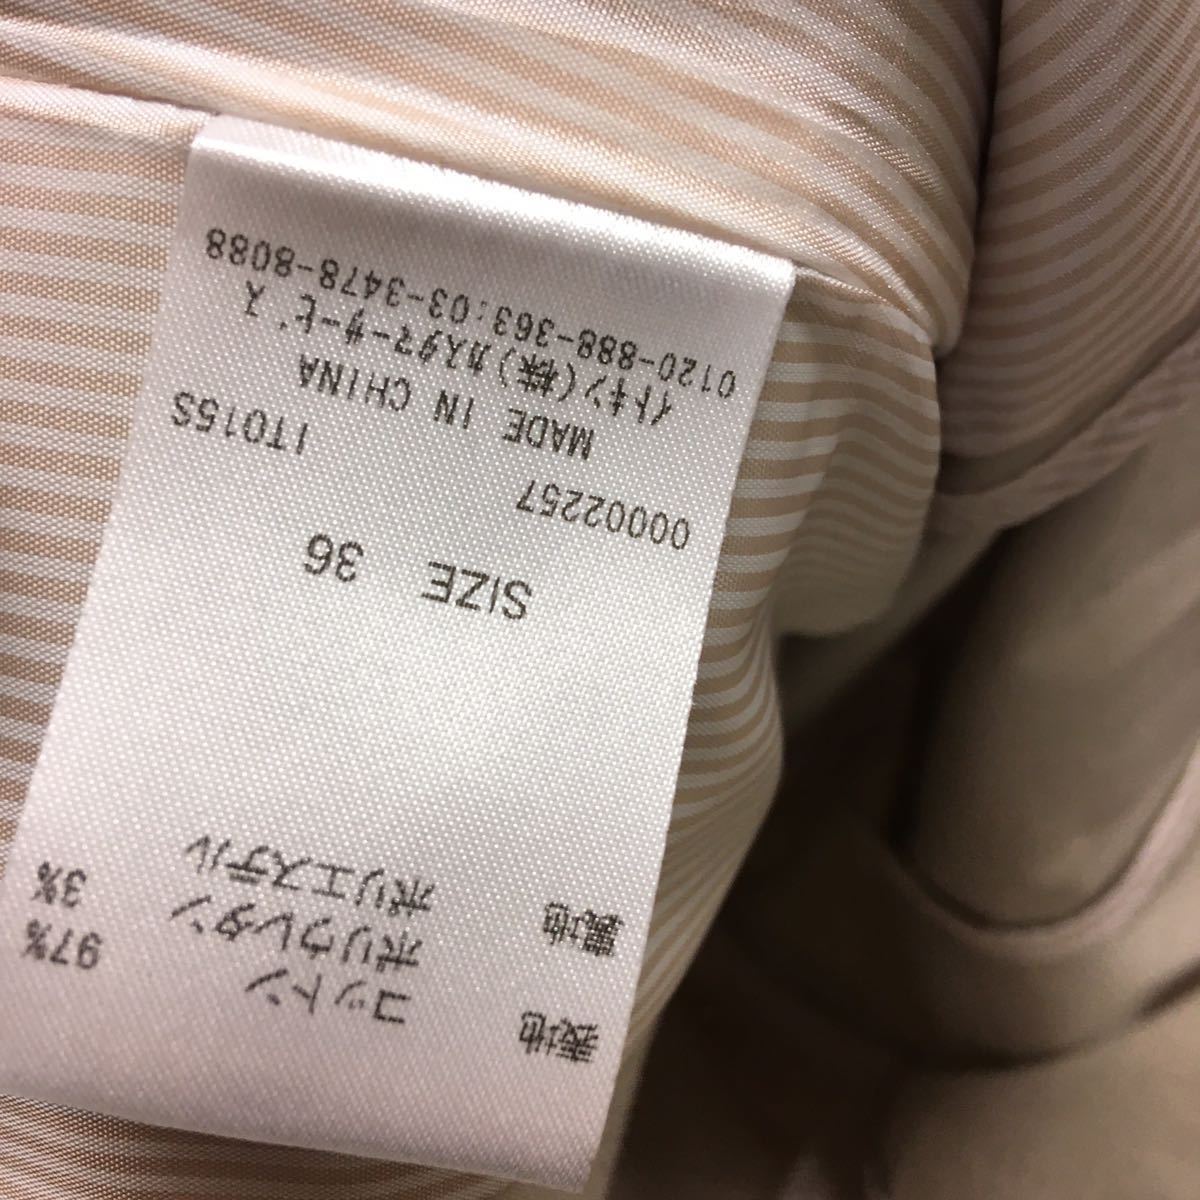 表地 コットン 97%
ポリウレタン 3%
裏地 ポリエステル
SIZE 36
00002257
MADE IN CHINA IT015S
イトキン(株)カスタマーサービス
0120-888-363:03-3478-8088